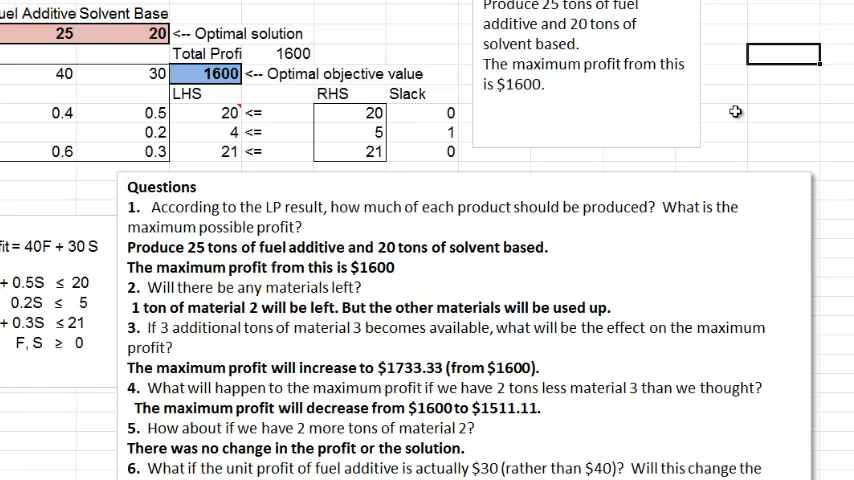 uel Additive Solvent Base
25 20 <-- Optimal solution
Total Profi 1600
40 30 1600 <-- Optimal objective value
LHS RHS Slack
0.4 0.5 20 <= 20 0
0.2 4 <= 5 1
0.6 0.3 21 <= 21 0
Produce 25 tons of fuel
additive and 20 tons of
solvent based.
The maximum profit from this
is $1600.
fit = 40F + 30 S
+ 0.5S ≤ 20
0.2S ≤ 5
+ 0.3S ≤ 21
F, S ≥ 0
Questions
1. According to the LP result, how much of each product should be produced? What is the
maximum possible profit?
Produce 25 tons of fuel additive and 20 tons of solvent based.
The maximum profit from this is $1600
2. Will there be any materials left?
1 ton of material 2 will be left. But the other materials will be used up.
3. If 3 additional tons of material 3 becomes available, what will be the effect on the maximum
profit?
The maximum profit will increase to $1733.33 (from $1600).
4. What will happen to the maximum profit if we have 2 tons less material 3 than we thought?
The maximum profit will decrease from $1600 to $1511.11.
5. How about if we have 2 more tons of material 2?
There was no change in the profit or the solution.
6. What if the unit profit of fuel additive is actually $30 (rather than $40)? Will this change the